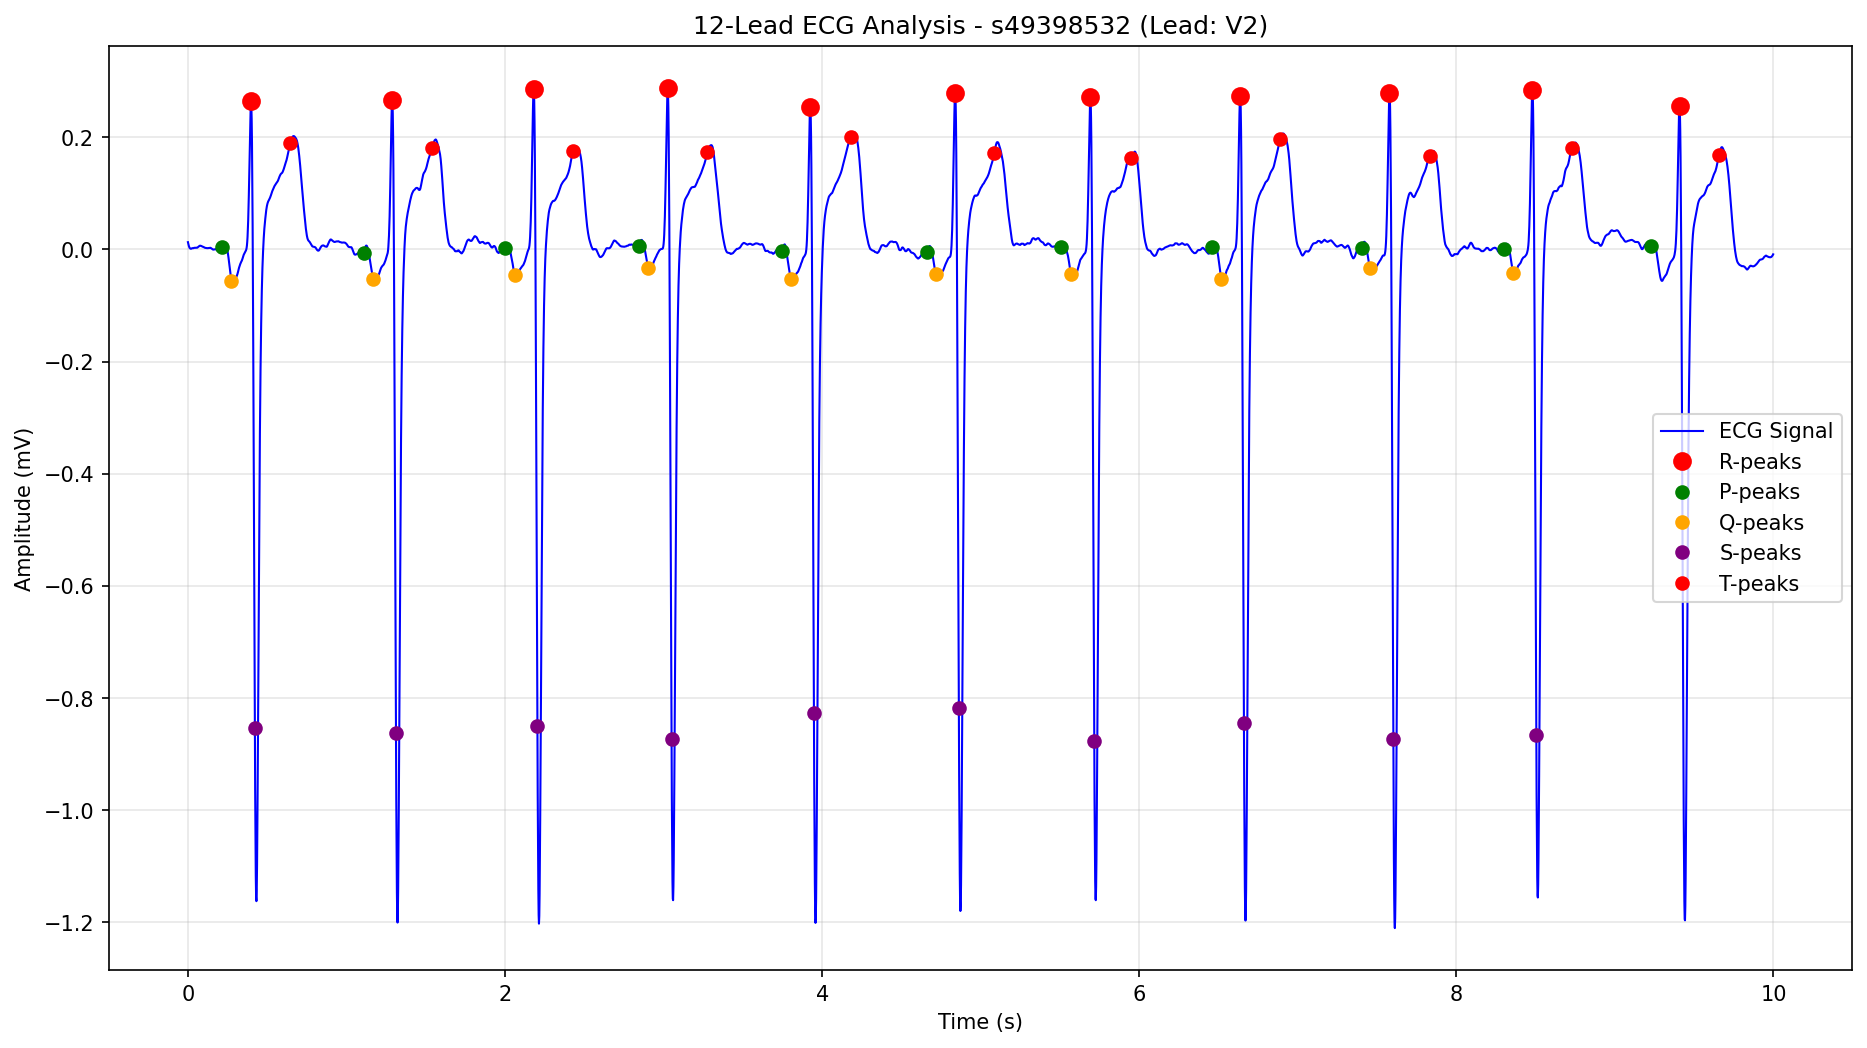 12-Lead ECG Analysis - s49398532 (Lead: V2)
Amplitude (mV)
0.2
0.0
−0.2
−0.4
−0.6
−0.8
−1.0
−1.2
ECG Signal
R-peaks
P-peaks
Q-peaks
S-peaks
T-peaks
0 2 4 6 8 10
Time (s)